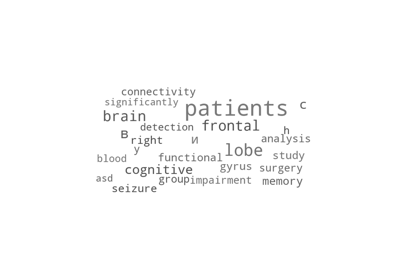 connectivity
significantly patients c
brain
в detection frontal h
right И analysis
y lobe
blood functional study
cognitive gyrus surgery
asd group impairment memory
seizure